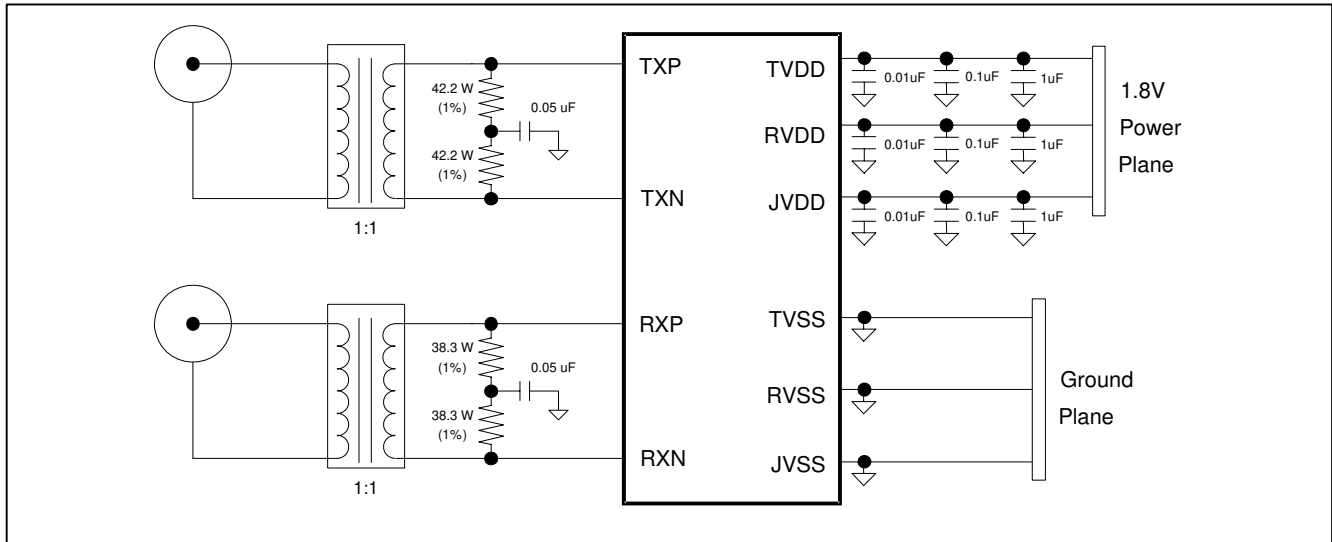 TXP
TXN
RXP
RXN
TVDD
RVDD
JVDD
TVSS
RVSS
JVSS
42.2 W
(1%)
42.2 W
(1%)
0.05 uF
1:1
38.3 W
(1%)
38.3 W
(1%)
0.05 uF
1:1
0.01uF
0.1uF
1uF
0.01uF
0.1uF
1uF
0.01uF
0.1uF
1uF
1.8V
Power
Plane
Ground
Plane